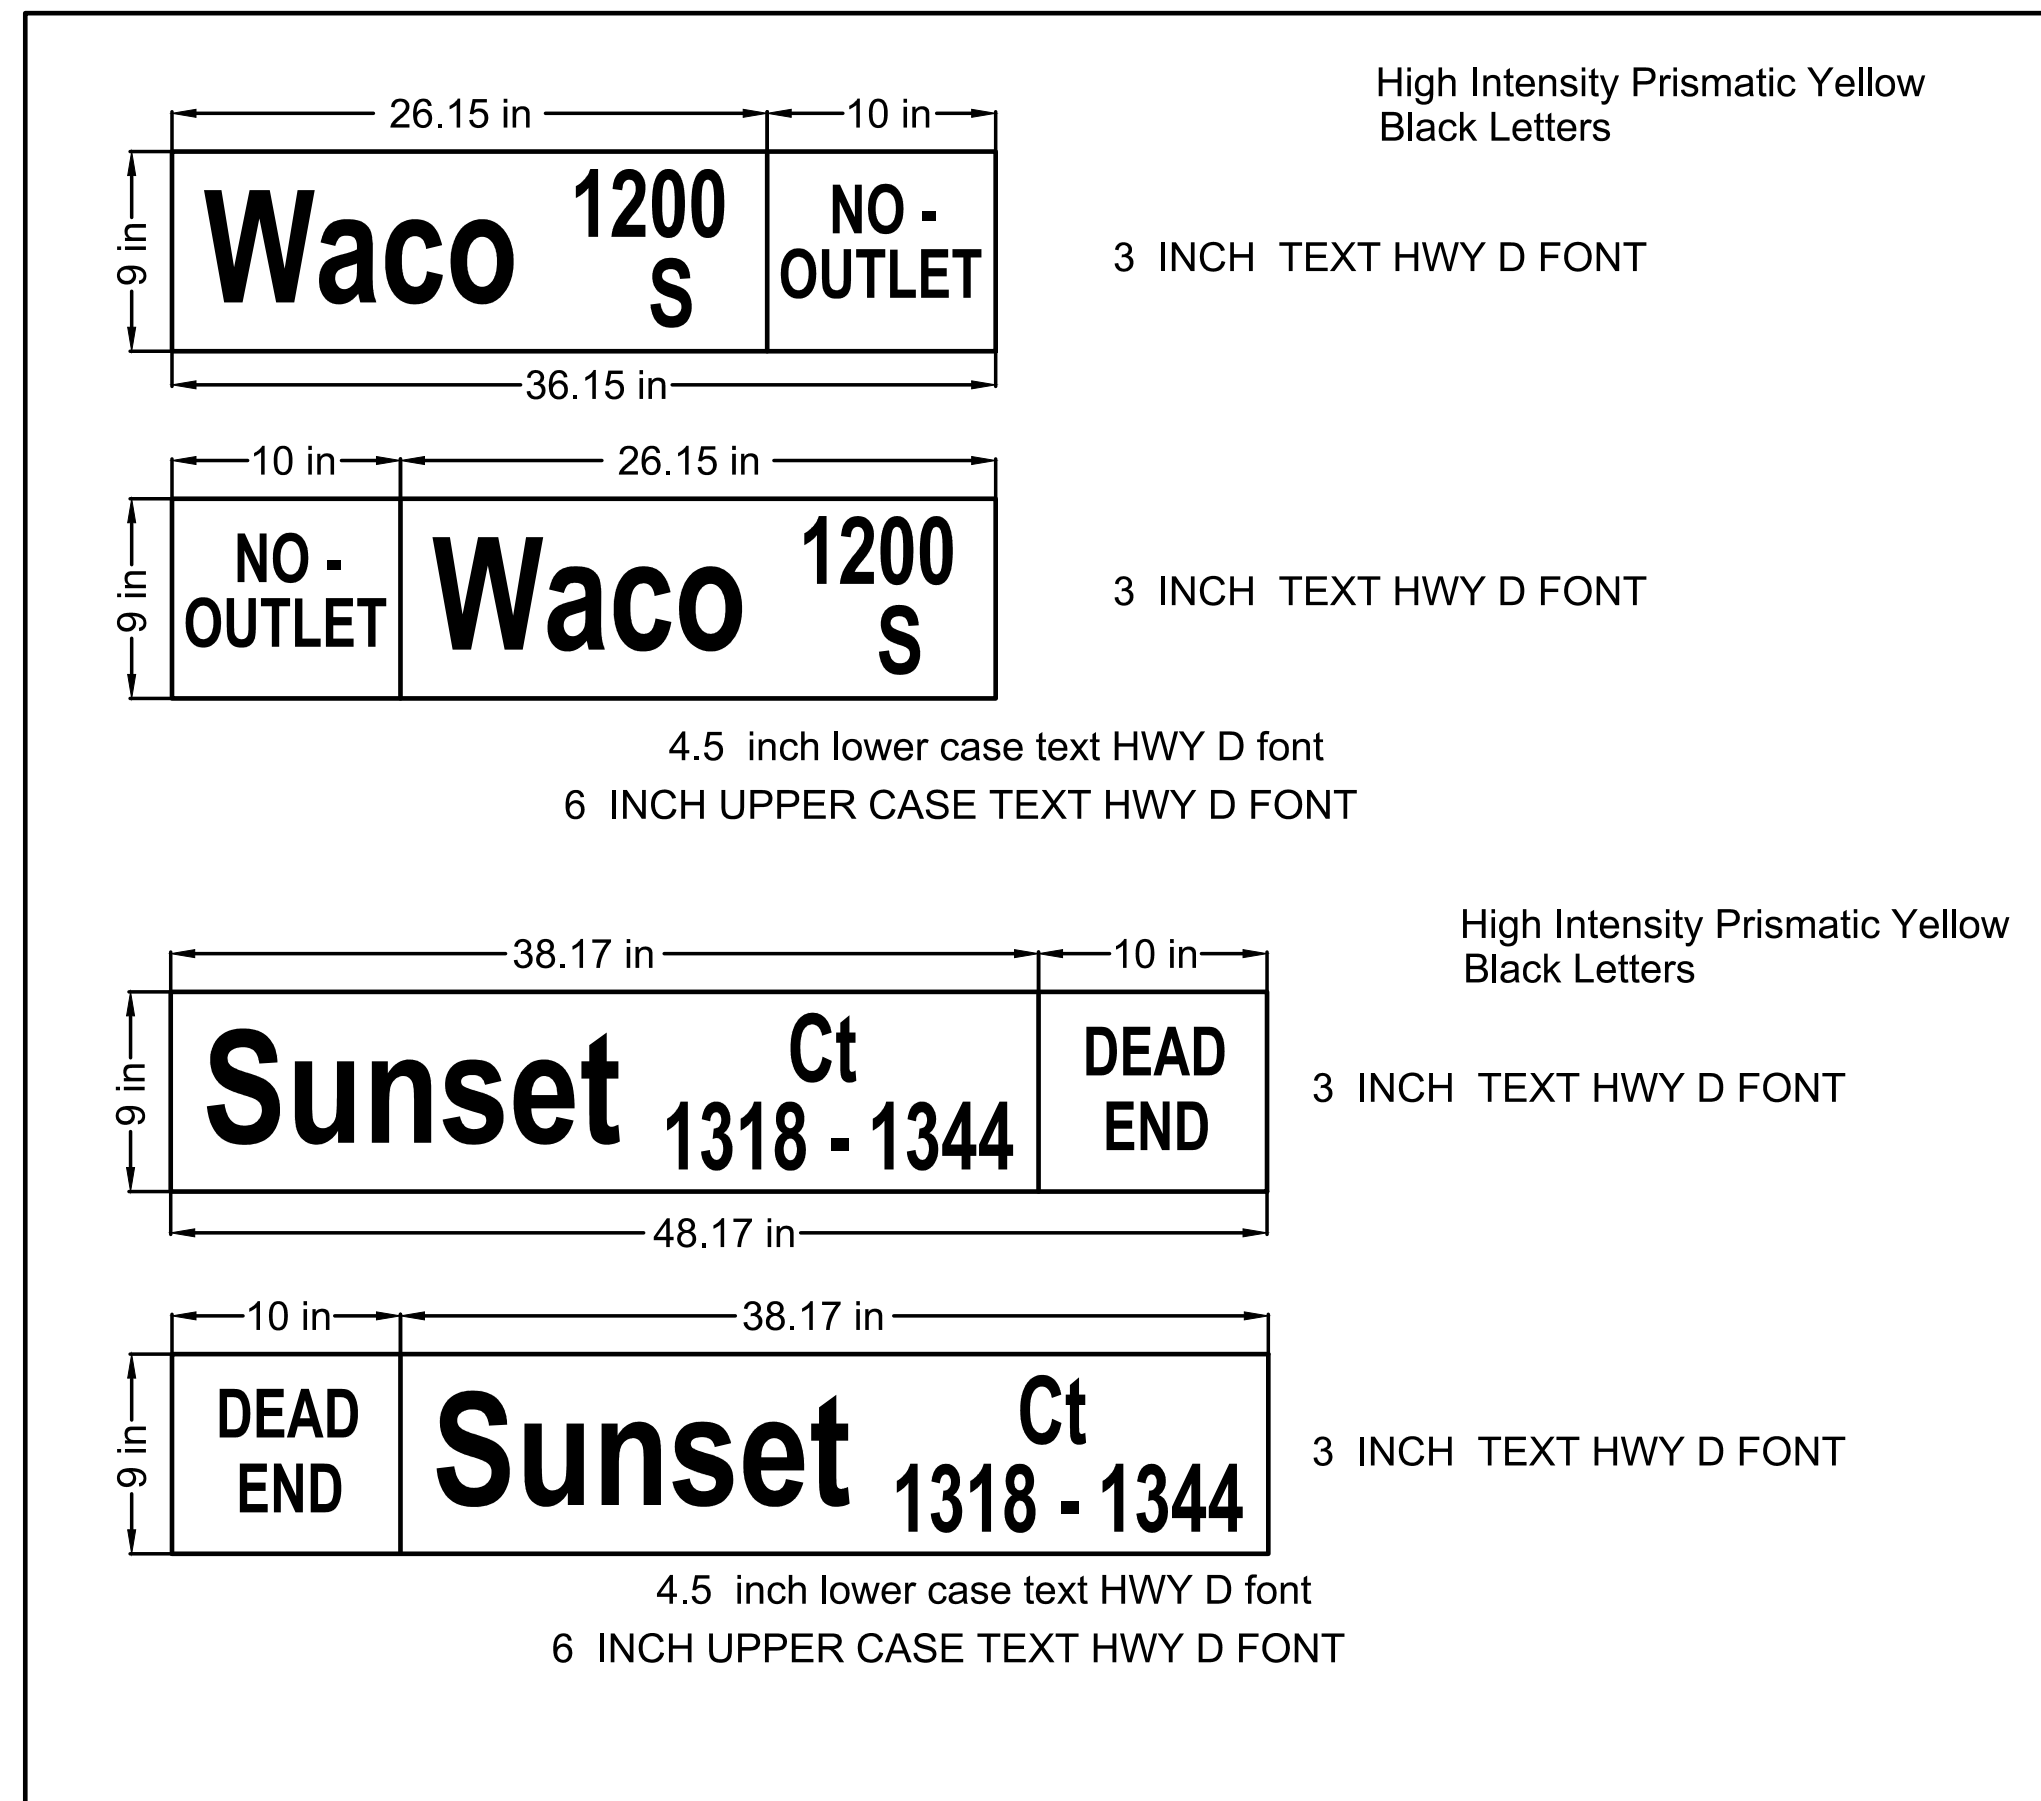 High Intensity Prismatic Yellow
Black Letters
26.15 in
10 in
9 in
Waco
1200
S
NO -
OUTLET
3 INCH TEXT HWY D FONT
36.15 in
10 in
26.15 in
9 in
NO -
OUTLET
Waco
1200
S
3 INCH TEXT HWY D FONT
4.5 inch lower case text HWY D font
6 INCH UPPER CASE TEXT HWY D FONT
High Intensity Prismatic Yellow
Black Letters
38.17 in
10 in
9 in
Sunset
Ct
1318 - 1344
DEAD
END
3 INCH TEXT HWY D FONT
48.17 in
10 in
38.17 in
9 in
DEAD
END
Sunset
Ct
1318 - 1344
3 INCH TEXT HWY D FONT
4.5 inch lower case text HWY D font
6 INCH UPPER CASE TEXT HWY D FONT